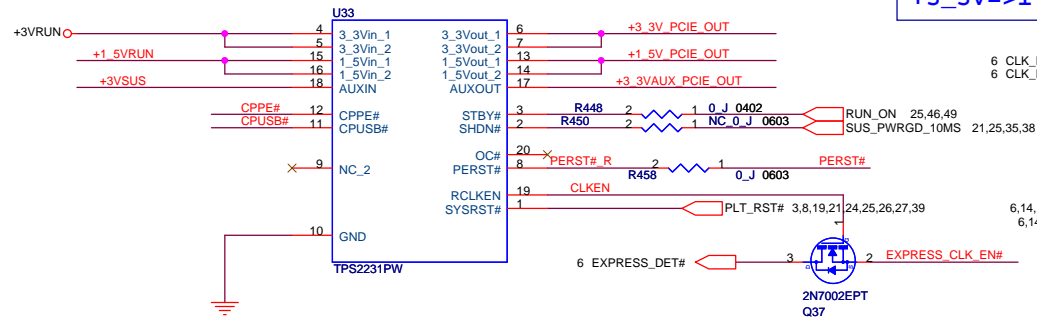 +3_3V=>1
U33
+3VRUN
4
3_3Vin_1
3_3Vout_1
6
+3_3V_PCIE_OUT
5
3_3Vin_2
3_3Vout_2
7
+1_5VRUN
15
1_5Vin_1
1_5Vout_1
13
+1_5V_PCIE_OUT
16
1_5Vin_2
1_5Vout_2
14
+3VSUS
18
AUXIN
AUXOUT
17
+3_3VAUX_PCIE_OUT
6 CLK_
6 CLK_
CPPE#
12
CPPE#
STBY#
3
R448
2
1
0_J 0402
RUN_ON 25,46,49
CPUSB#
11
CPUSB#
SHDN#
2
R450
2
1
NC_0_J 0603
SUS_PWRGD_10MS 21,25,35,38
OC#
20
9
NC_2
PERST#
8
PERST#_R
2
1
PERST#
R458
0_J 0603
RCLKEN
19
CLKEN
SYSRST#
1
PLT_RST# 3,8,19,21,24,25,26,27,39
6,14,
6,14
1
10
GND
6 EXPRESS_DET#
3
2
EXPRESS_CLK_EN#
TPS2231PW
2N7002EPT
Q37